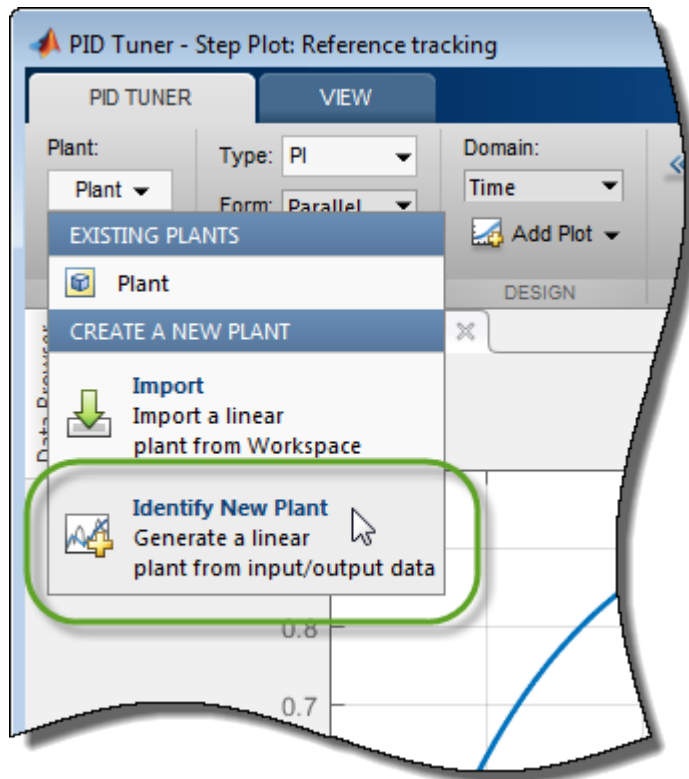 PID Tuner - Step Plot: Reference tracking
PID TUNER
VIEW
Plant:
Type: PI
Domain:
Plant
Form: Parallel
Time
Add Plot
EXISTING PLANTS
Plant
DESIGN
CREATE A NEW PLANT
Data Browser
Import
Import a linear
plant from Workspace
Identify New Plant
Generate a linear
plant from input/output data
0.8
0.7